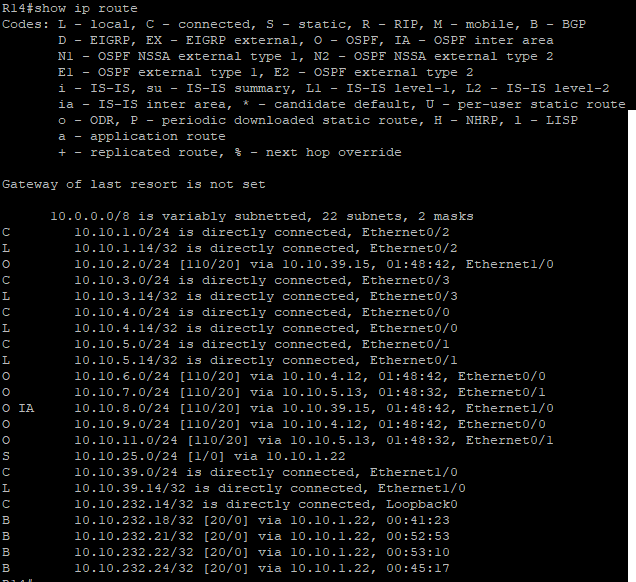 R14#show ip route
Codes: L - local, C - connected, S - static, R - RIP, M - mobile, B - BGP
       D - EIGRP, EX - EIGRP external, O - OSPF, IA - OSPF inter area
       N1 - OSPF NSSA external type 1, N2 - OSPF NSSA external type 2
       E1 - OSPF external type 1, E2 - OSPF external type 2
       i - IS-IS, su - IS-IS summary, L1 - IS-IS level-1, L2 - IS-IS level-2
       ia - IS-IS inter area, * - candidate default, U - per-user static route
       o - ODR, P - periodic downloaded static route, H - NHRP, l - LISP
       a - application route
       + - replicated route, % - next hop override
Gateway of last resort is not set
      10.0.0.0/8 is variably subnetted, 22 subnets, 2 masks
C        10.10.1.0/24 is directly connected, Ethernet0/2
L        10.10.1.14/32 is directly connected, Ethernet0/2
O        10.10.2.0/24 [110/20] via 10.10.39.15, 01:48:42, Ethernet1/0
C        10.10.3.0/24 is directly connected, Ethernet0/3
L        10.10.3.14/32 is directly connected, Ethernet0/3
C        10.10.4.0/24 is directly connected, Ethernet0/0
L        10.10.4.14/32 is directly connected, Ethernet0/0
C        10.10.5.0/24 is directly connected, Ethernet0/1
L        10.10.5.14/32 is directly connected, Ethernet0/1
O        10.10.6.0/24 [110/20] via 10.10.4.12, 01:48:42, Ethernet0/0
O        10.10.7.0/24 [110/20] via 10.10.5.13, 01:48:32, Ethernet0/1
O IA     10.10.8.0/24 [110/20] via 10.10.39.15, 01:48:42, Ethernet1/0
O        10.10.9.0/24 [110/20] via 10.10.4.12, 01:48:42, Ethernet0/0
O        10.10.11.0/24 [110/20] via 10.10.5.13, 01:48:32, Ethernet0/1
S        10.10.25.0/24 [1/0] via 10.10.1.22
C        10.10.39.0/24 is directly connected, Ethernet1/0
L        10.10.39.14/32 is directly connected, Ethernet1/0
C        10.10.232.14/32 is directly connected, Loopback0
B        10.10.232.18/32 [20/0] via 10.10.1.22, 00:41:23
B        10.10.232.21/32 [20/0] via 10.10.1.22, 00:52:53
B        10.10.232.22/32 [20/0] via 10.10.1.22, 00:53:10
B        10.10.232.24/32 [20/0] via 10.10.1.22, 00:45:17
R14#